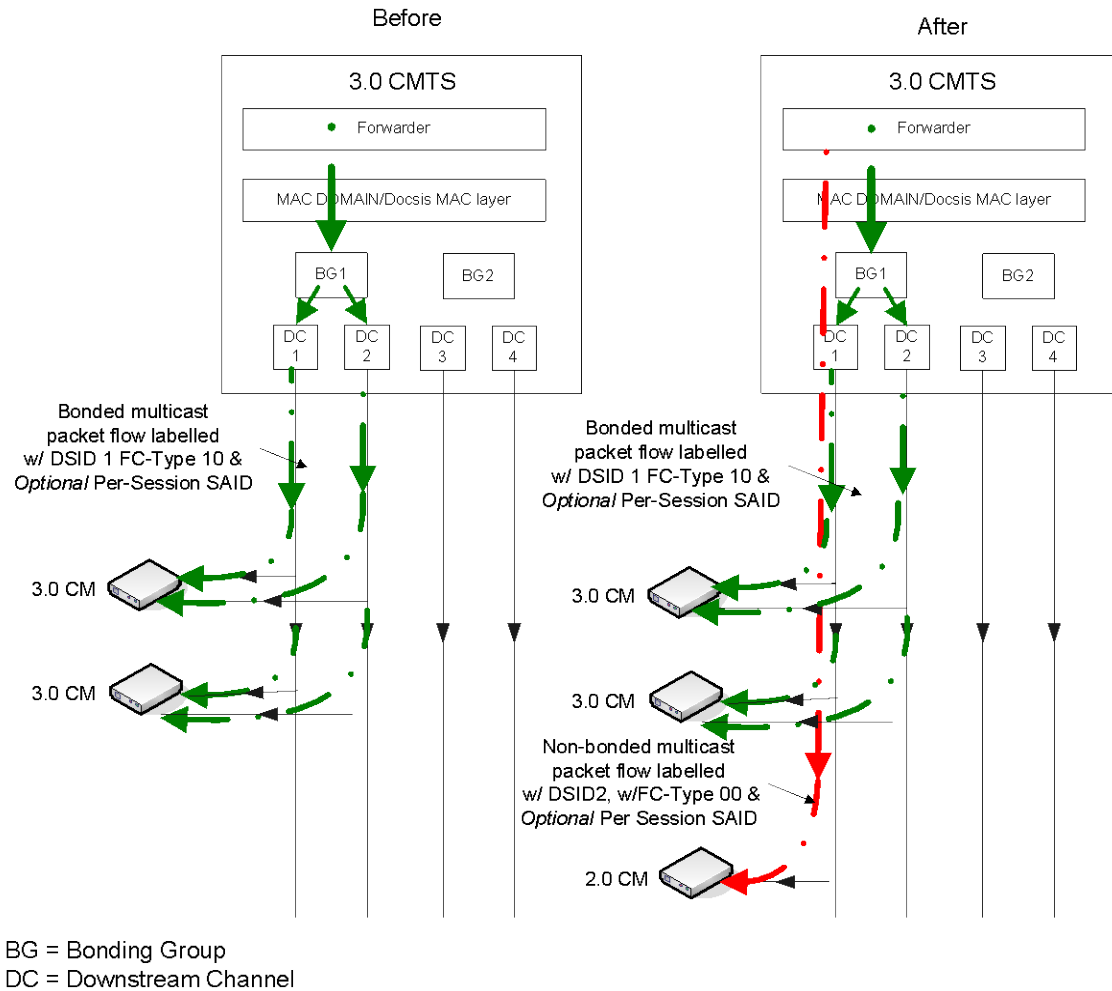 Before
3.0 CMTS
Forwarder
MAC DOMAIN/Docsis MAC layer
BG1
BG2
DC
1
DC
2
DC
3
DC
4
Bonded multicast
packet flow labelled
w/ DSID 1 FC-Type 10 &
Optional Per-Session SAID
3.0 CM
3.0 CM
After
3.0 CMTS
Forwarder
MAC DOMAIN/Docsis MAC layer
BG1
BG2
DC
1
DC
2
DC
3
DC
4
Bonded multicast
packet flow labelled
w/ DSID 1 FC-Type 10 &
Optional Per-Session SAID
3.0 CM
3.0 CM
Non-bonded multicast
packet flow labelled
w/ DSID2, w/FC-Type 00 &
Optional Per Session SAID
2.0 CM
BG = Bonding Group
DC = Downstream Channel